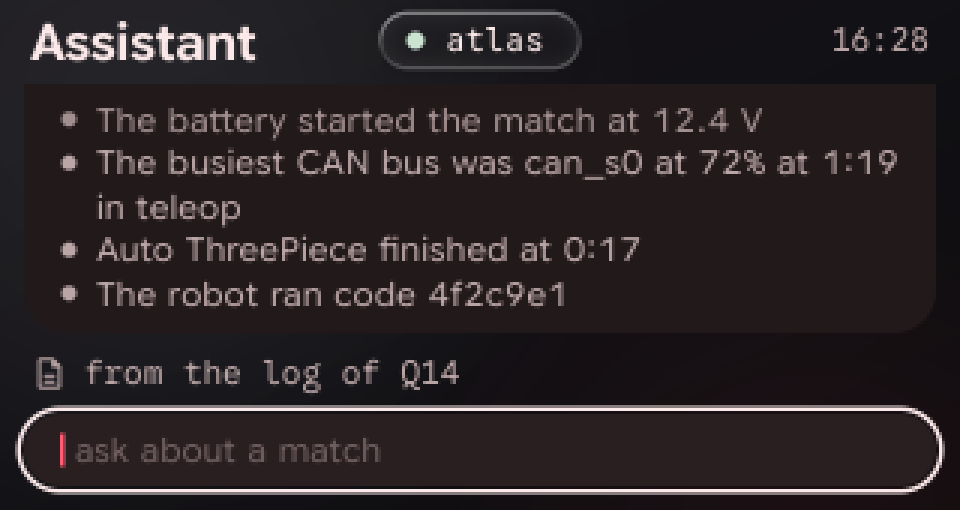 Assistant
atlas
16:28
The battery started the match at 12.4 V
The busiest CAN bus was can_s0 at 72% at 1:19
in teleop
Auto ThreePiece finished at 0:17
The robot ran code 4f2c9e1
from the log of Q14
ask about a match